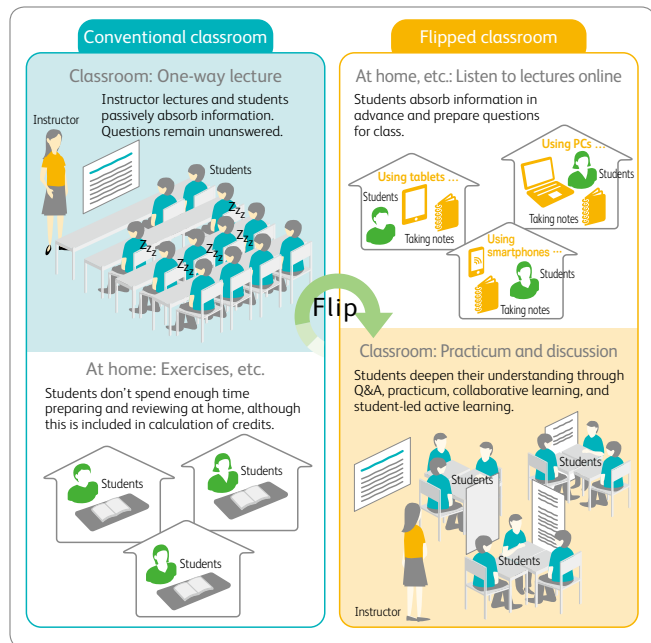 Conventional classroom
Classroom: One-way lecture
Instructor lectures and students
passively absorb information.
Questions remain unanswered.
Instructor
Students
Zzz
Zzz
Zzz
Zzz
Zzz
At home: Exercises, etc.
Students don't spend enough time
preparing and reviewing at home, although
this is included in calculation of credits.
Students
Students
Students
Flip
Flipped classroom
At home, etc.: Listen to lectures online
Students absorb information in
advance and prepare questions
for class.
Using tablets ...
Students
Taking notes
Using PCs ...
Students
Taking notes
Using
smartphones ...
Students
Taking notes
Classroom: Practicum and discussion
Students deepen their understanding through
Q&A, practicum, collaborative learning, and
student-led active learning.
Students
Students
Students
Instructor